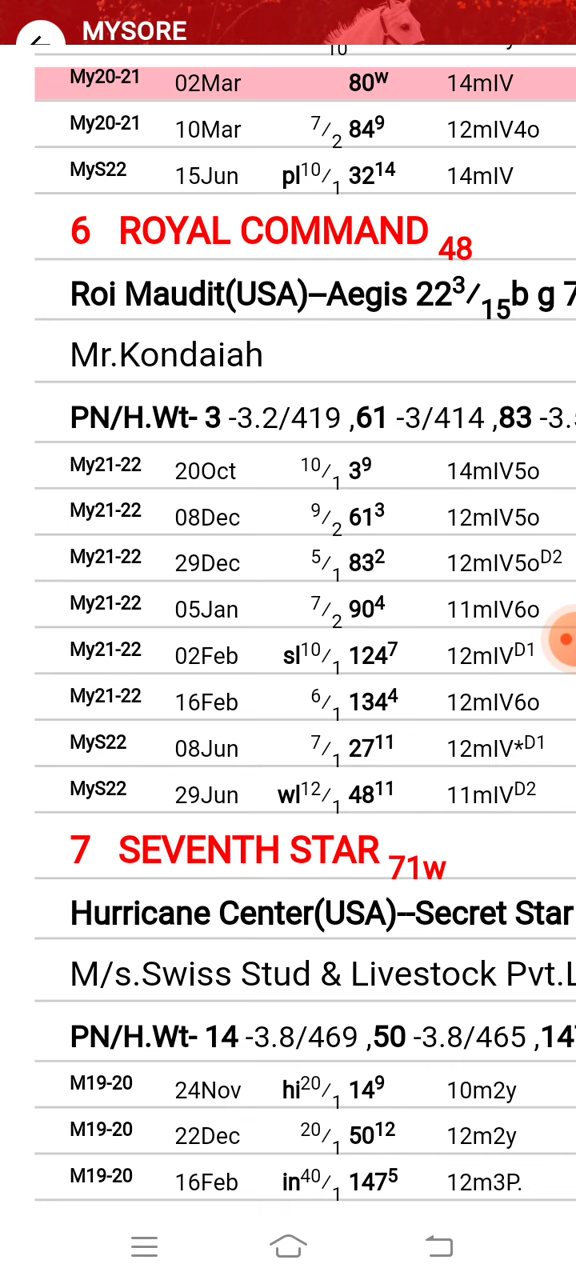 MYSORE
10
My20-21 02Mar 80w 14mIV
My20-21 10Mar 7/2 84⁹ 12mIV4o
MyS22 15Jun pl10/1 32¹⁴ 14mIV
6 ROYAL COMMAND 48
Roi Maudit(USA)–Aegis 22³/15b g 7
Mr.Kondaiah
PN/H.Wt- 3 -3.2/419 ,61 -3/414 ,83 -3.
My21-22 20Oct 10/1 3⁹ 14mIV5o
My21-22 08Dec 9/2 61³ 12mIV5o
My21-22 29Dec 5/1 83² 12mIV5oD2
My21-22 05Jan 7/2 90⁴ 11mIV6o
My21-22 02Feb sl10/1 124⁷ 12mIVD1
My21-22 16Feb 6/1 134⁴ 12mIV6o
MyS22 08Jun 7/1 27¹¹ 12mIV*D1
MyS22 29Jun wl12/1 48¹¹ 11mIVD2
7 SEVENTH STAR 71w
Hurricane Center(USA)–Secret Star
M/s.Swiss Stud & Livestock Pvt.L
PN/H.Wt- 14 -3.8/469 ,50 -3.8/465 ,14
M19-20 24Nov hi20/1 14⁹ 10m2y
M19-20 22Dec 20/1 50¹² 12m2y
M19-20 16Feb in40/1 147⁵ 12m3P.